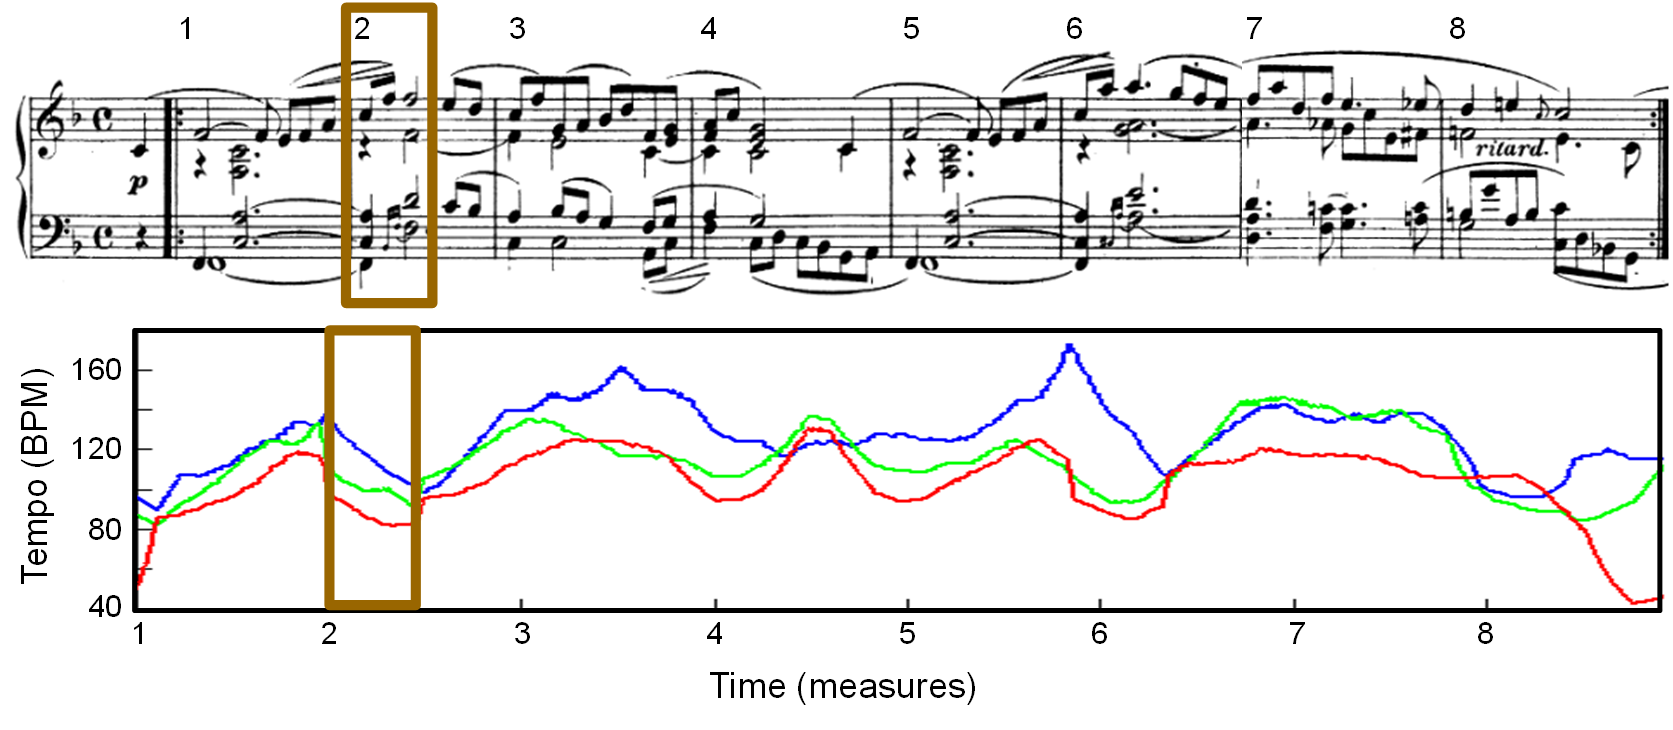 1 2 3 4 5 6 7 8
p
ritard.
Tempo (BPM)
160
120
80
40
1 2 3 4 5 6 7 8
Time (measures)